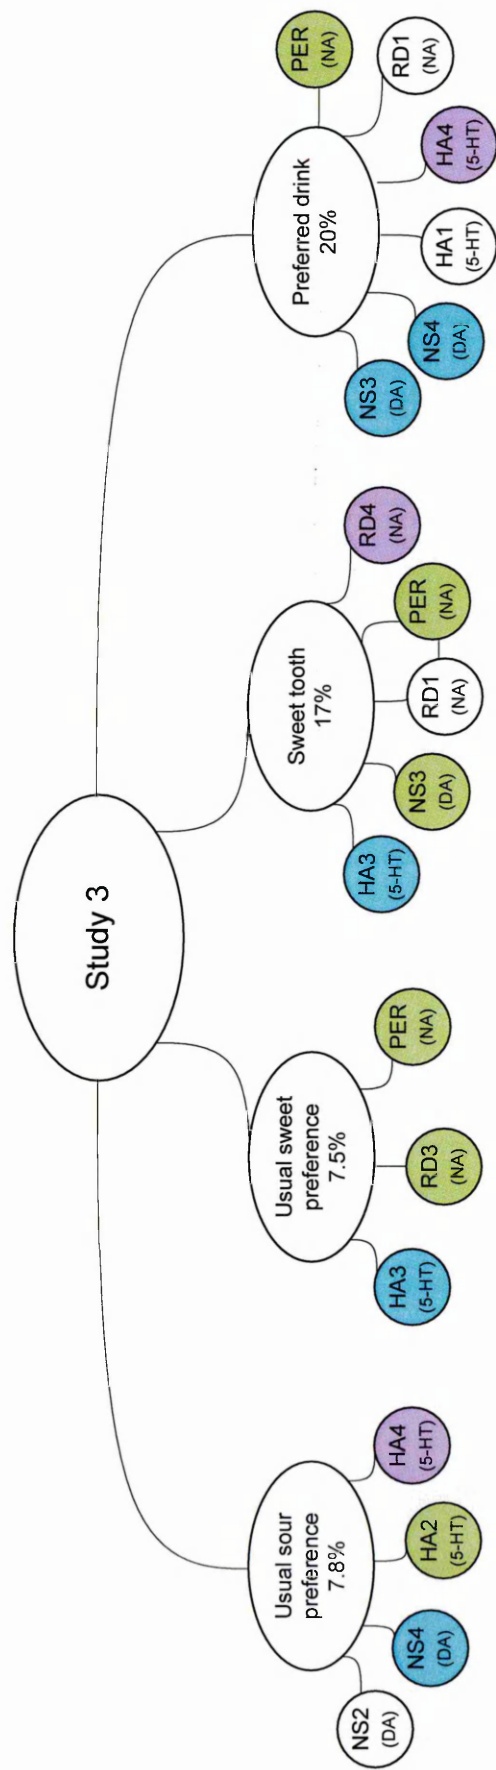 Study 3
Usual sour
preference
7.8%
NS2
(DA)
NS4
(DA)
HA2
(5-HT)
HA4
(5-HT)
Usual sweet
preference
7.5%
HA3
(5-HT)
RD3
(NA)
PER
(NA)
Sweet tooth
17%
HA3
(5-HT)
NS3
(DA)
RD1
(NA)
PER
(NA)
RD4
(NA)
Preferred drink
20%
NS3
(DA)
NS4
(DA)
HA1
(5-HT)
HA4
(5-HT)
RD1
(NA)
PER
(NA)